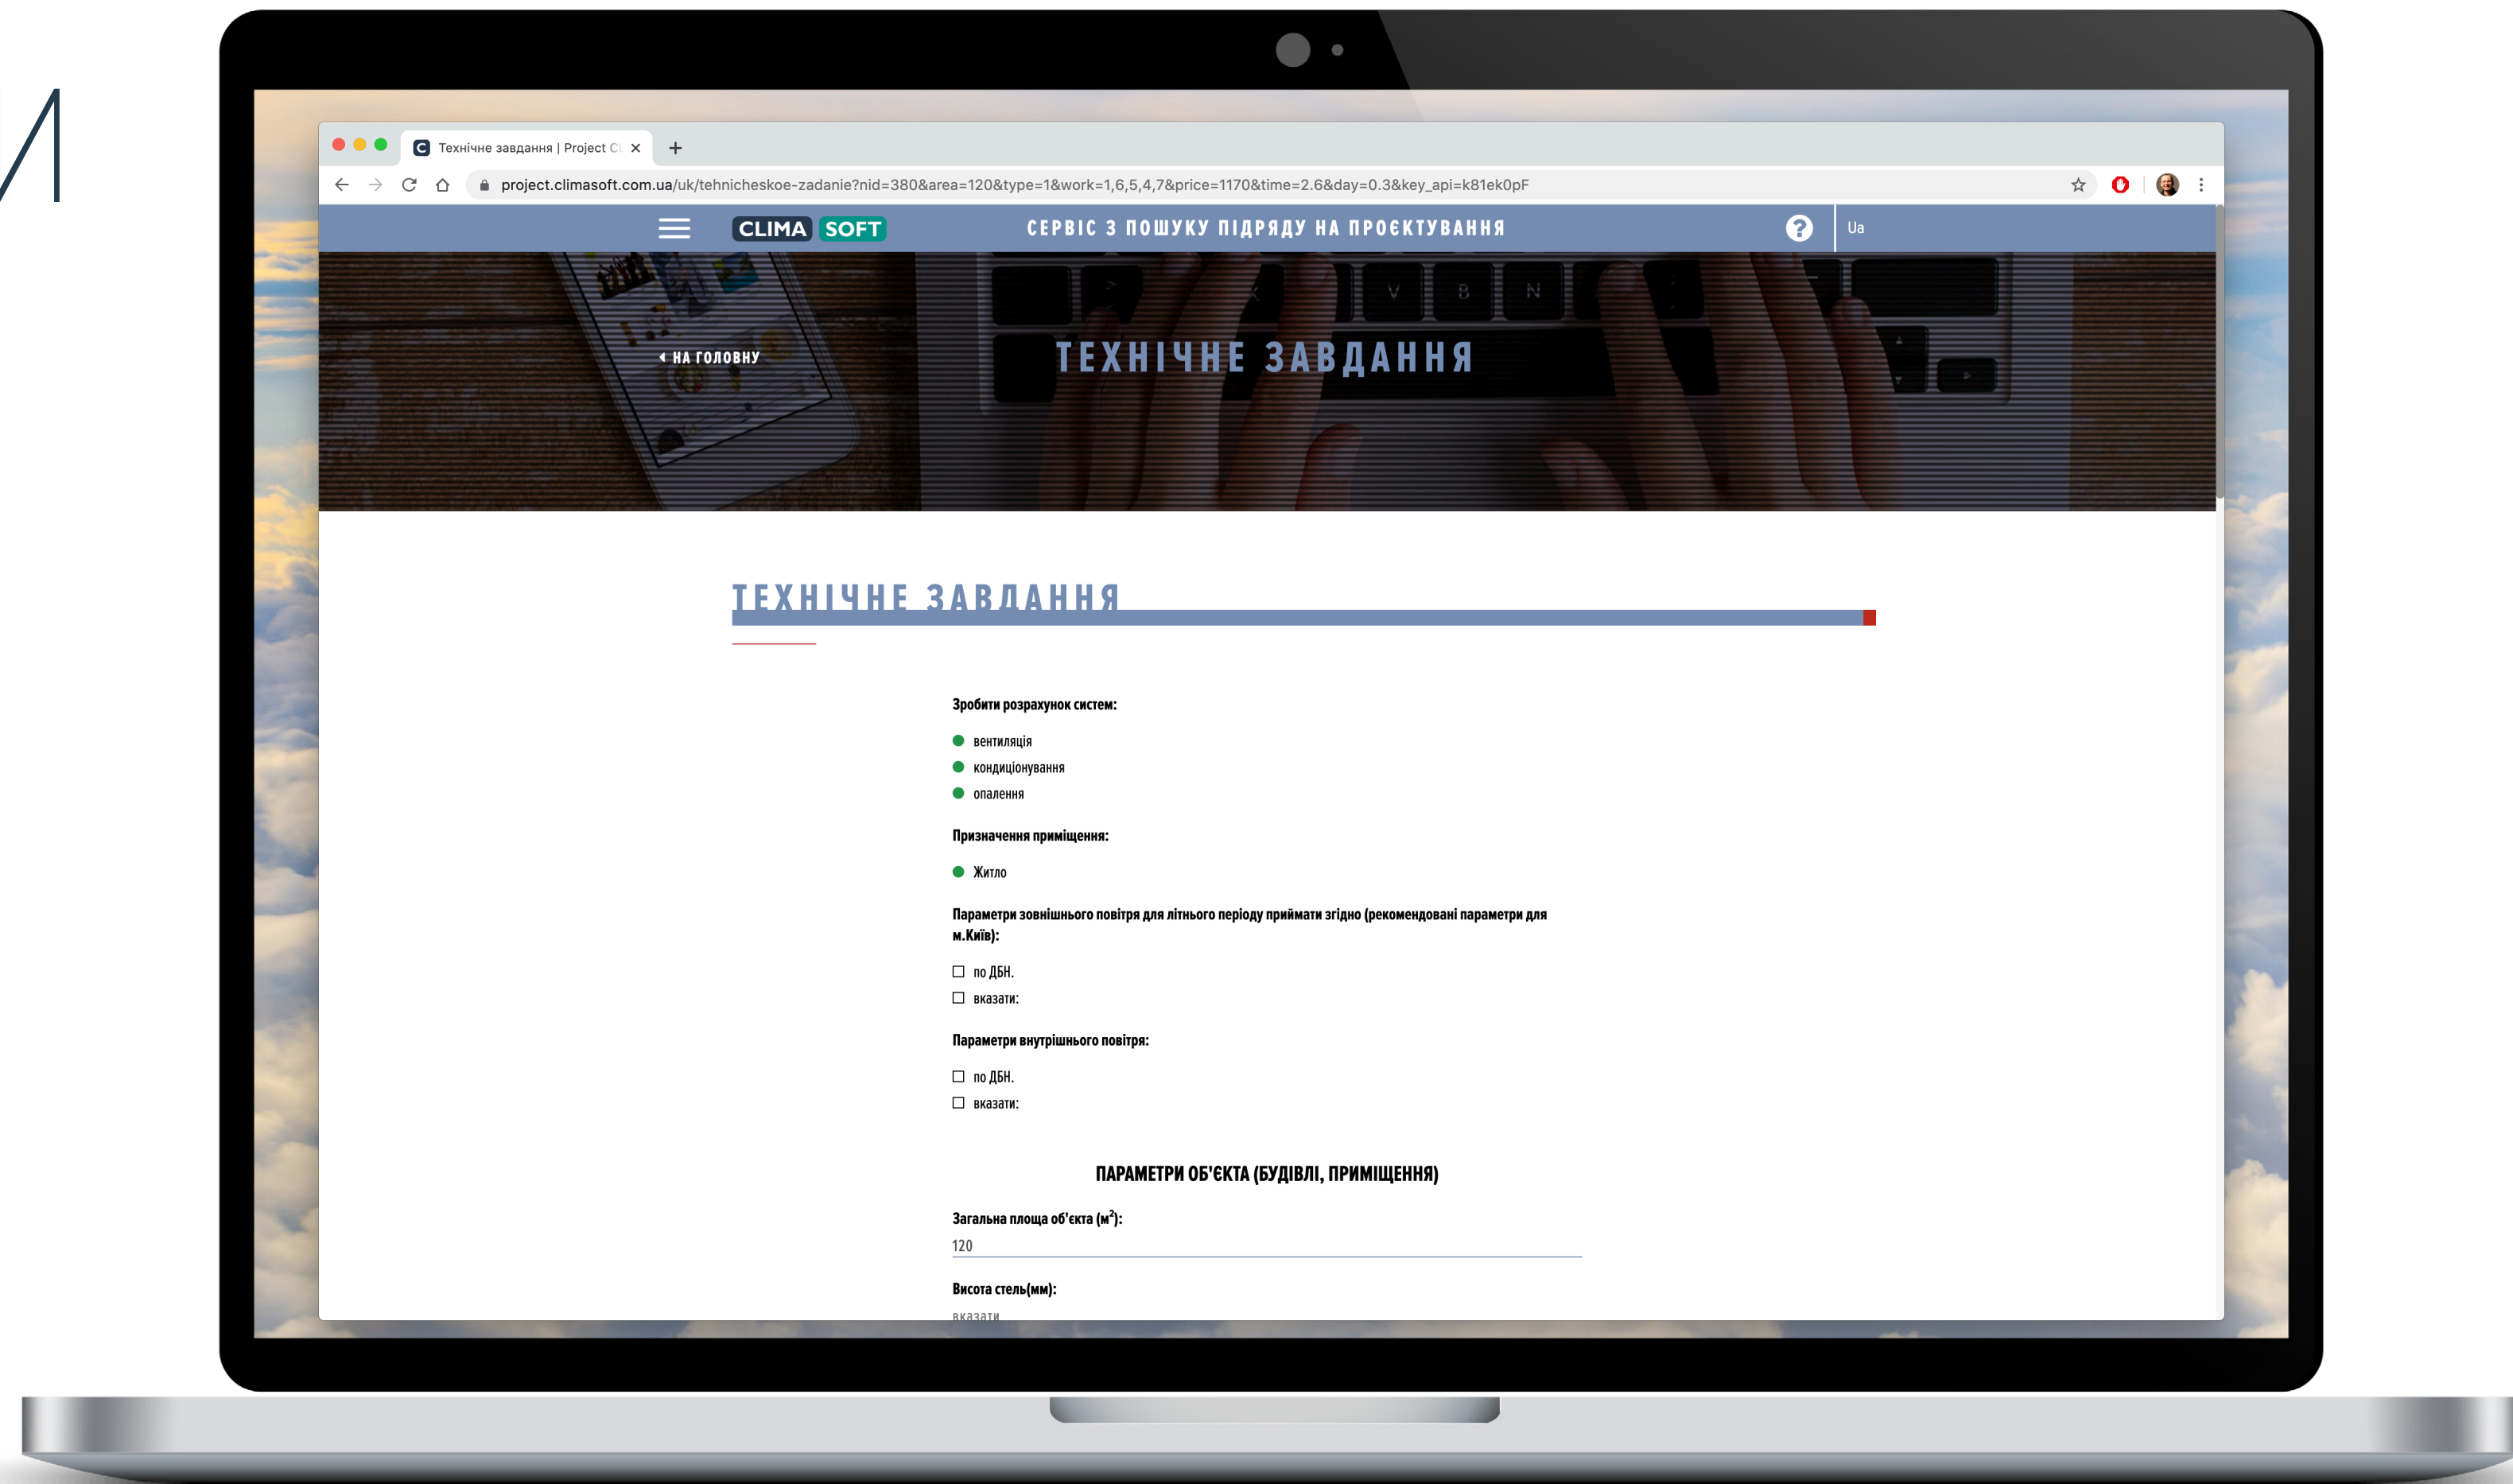 И
Технічне завдання | Project Cl
project.climasoft.com.ua/uk/tehnicheskoe-zadanie?nid=380&area=120&type=1&work=1,6,5,4,7&price=1170&time=2.6&day=0.3&key_api=k81ek0pF
CLIMA SOFT СЕРВІС З ПОШУКУ ПІДРЯДУ НА ПРОЄКТУВАННЯ ? Ua
X V B N
НА ГОЛОВНУ ТЕХНІЧНЕ ЗАВДАННЯ
ТЕХНІЧНЕ ЗАВДАННЯ
Зробити розрахунок систем:
вентиляція
кондиціонування
опалення
Призначення приміщення:
Житло
Параметри зовнішнього повітря для літнього періоду приймати згідно (рекомендовані параметри для
м.Київ):
по ДБН.
вказати:
Параметри внутрішнього повітря:
по ДБН.
вказати:
ПАРАМЕТРИ ОБ'ЄКТА (БУДІВЛІ, ПРИМІЩЕННЯ)
Загальна площа об'єкта (м²):
120
Висота стель(мм):
вказати